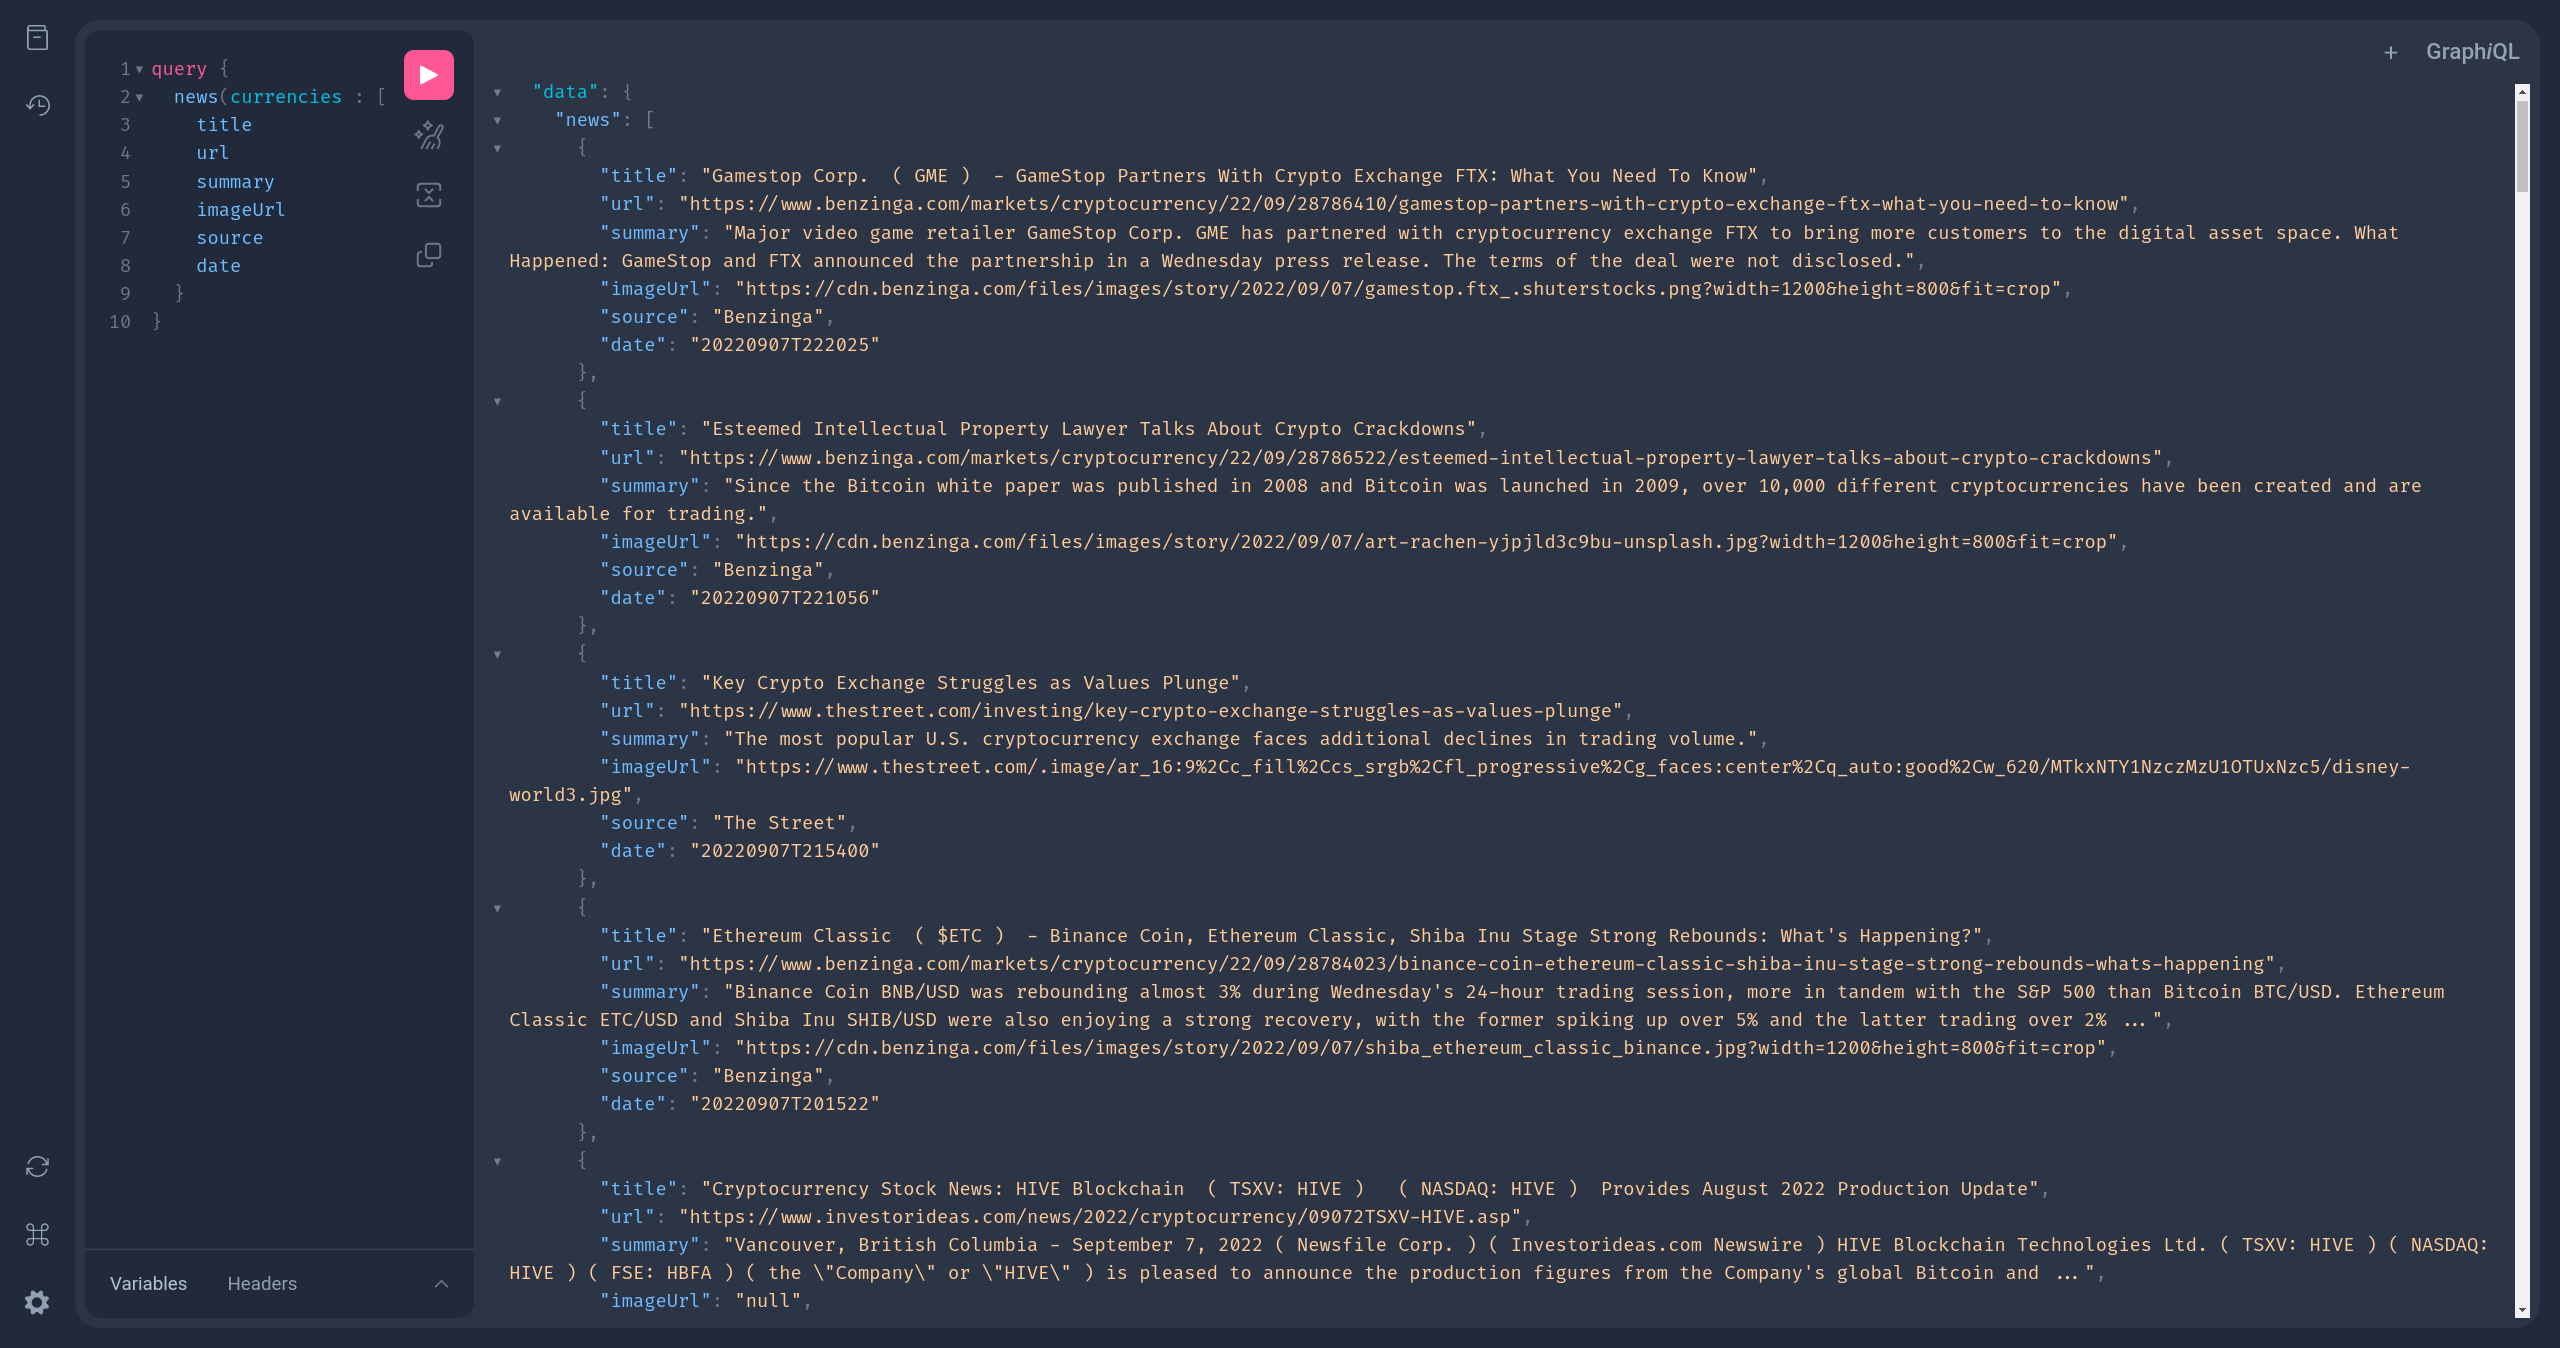 GraphiQL
1 query {
2 news(currencies : [
3 title
4 url
5 summary
6 imageUrl
7 source
8 date
9 }
10 }
Variables Headers
"data": {
"news": [
{
"title": "Gamestop Corp.  ( GME )  - GameStop Partners With Crypto Exchange FTX: What You Need To Know",
"url": "https://www.benzinga.com/markets/cryptocurrency/22/09/28786410/gamestop-partners-with-crypto-exchange-ftx-what-you-need-to-know",
"summary": "Major video game retailer GameStop Corp. GME has partnered with cryptocurrency exchange FTX to bring more customers to the digital asset space. What
Happened: GameStop and FTX announced the partnership in a Wednesday press release. The terms of the deal were not disclosed.",
"imageUrl": "https://cdn.benzinga.com/files/images/story/2022/09/07/gamestop.ftx_.shuterstocks.png?width=1200&height=800&fit=crop",
"source": "Benzinga",
"date": "20220907T222025"
},
{
"title": "Esteemed Intellectual Property Lawyer Talks About Crypto Crackdowns",
"url": "https://www.benzinga.com/markets/cryptocurrency/22/09/28786522/esteemed-intellectual-property-lawyer-talks-about-crypto-crackdowns",
"summary": "Since the Bitcoin white paper was published in 2008 and Bitcoin was launched in 2009, over 10,000 different cryptocurrencies have been created and are
available for trading.",
"imageUrl": "https://cdn.benzinga.com/files/images/story/2022/09/07/art-rachen-yjpjld3c9bu-unsplash.jpg?width=1200&height=800&fit=crop",
"source": "Benzinga",
"date": "20220907T221056"
},
{
"title": "Key Crypto Exchange Struggles as Values Plunge",
"url": "https://www.thestreet.com/investing/key-crypto-exchange-struggles-as-values-plunge",
"summary": "The most popular U.S. cryptocurrency exchange faces additional declines in trading volume.",
"imageUrl": "https://www.thestreet.com/.image/ar_16:9%2Cc_fill%2Ccs_srgb%2Cfl_progressive%2Cg_faces:center%2Cq_auto:good%2Cw_620/MTkxNTY1NzczMzU1OTUxNzc5/disney-
world3.jpg",
"source": "The Street",
"date": "20220907T215400"
},
{
"title": "Ethereum Classic  ( $ETC )  - Binance Coin, Ethereum Classic, Shiba Inu Stage Strong Rebounds: What's Happening?",
"url": "https://www.benzinga.com/markets/cryptocurrency/22/09/28784023/binance-coin-ethereum-classic-shiba-inu-stage-strong-rebounds-whats-happening",
"summary": "Binance Coin BNB/USD was rebounding almost 3% during Wednesday's 24-hour trading session, more in tandem with the S&P 500 than Bitcoin BTC/USD. Ethereum
Classic ETC/USD and Shiba Inu SHIB/USD were also enjoying a strong recovery, with the former spiking up over 5% and the latter trading over 2% ...",
"imageUrl": "https://cdn.benzinga.com/files/images/story/2022/09/07/shiba_ethereum_classic_binance.jpg?width=1200&height=800&fit=crop",
"source": "Benzinga",
"date": "20220907T201522"
},
{
"title": "Cryptocurrency Stock News: HIVE Blockchain  ( TSXV: HIVE )   ( NASDAQ: HIVE )  Provides August 2022 Production Update",
"url": "https://www.investorideas.com/news/2022/cryptocurrency/09072TSXV-HIVE.asp",
"summary": "Vancouver, British Columbia - September 7, 2022 ( Newsfile Corp. ) ( Investorideas.com Newswire ) HIVE Blockchain Technologies Ltd. ( TSXV: HIVE ) ( NASDAQ:
HIVE ) ( FSE: HBFA ) ( the \"Company\" or \"HIVE\" ) is pleased to announce the production figures from the Company's global Bitcoin and ...",
"imageUrl": "null",